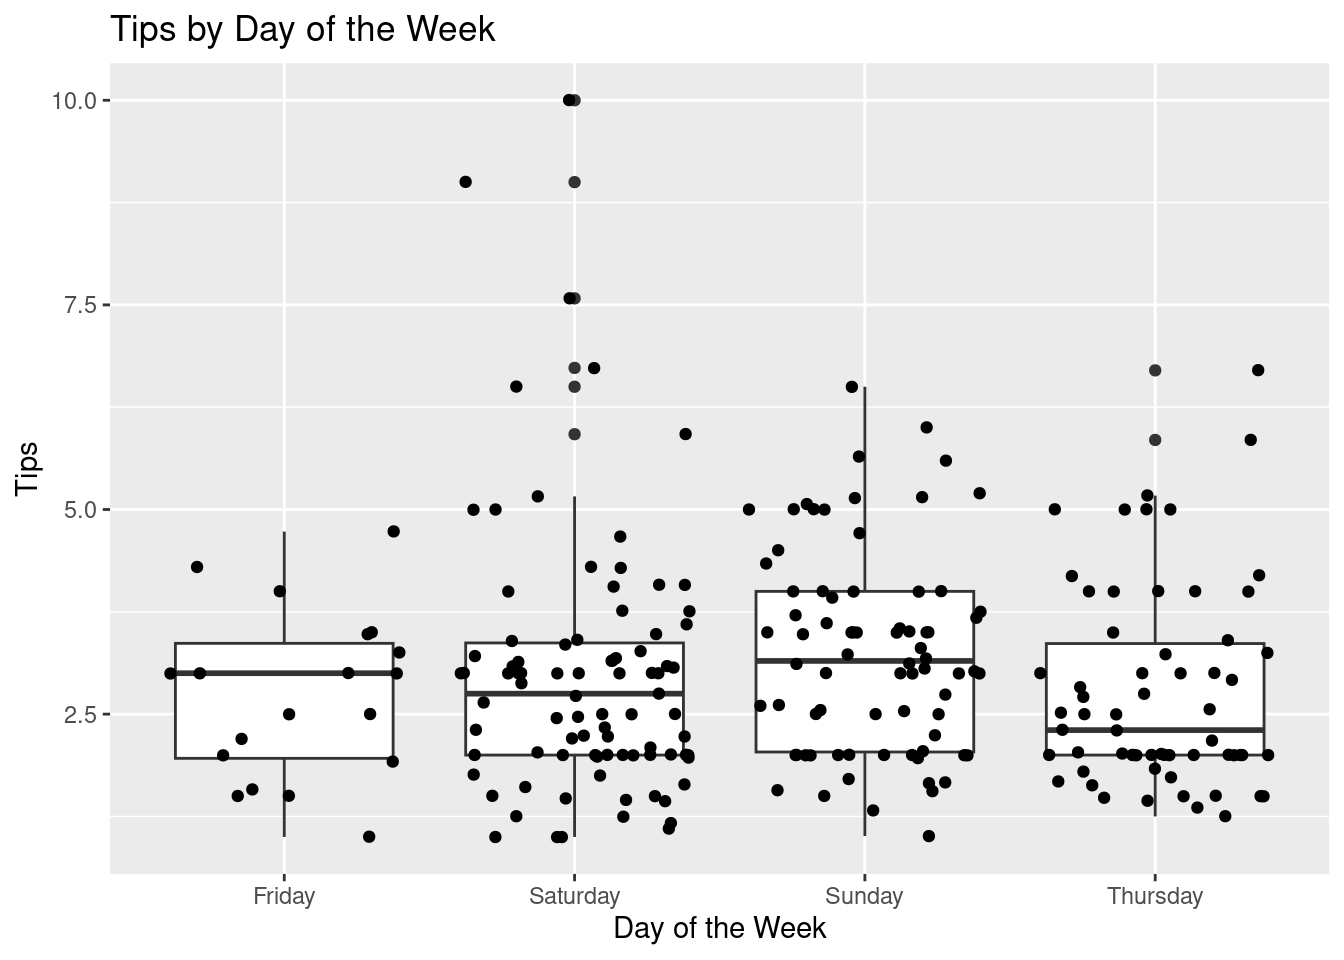 Tips by Day of the Week
10.0
7.5
5.0
2.5
Tips
Friday Saturday Sunday Thursday
Day of the Week